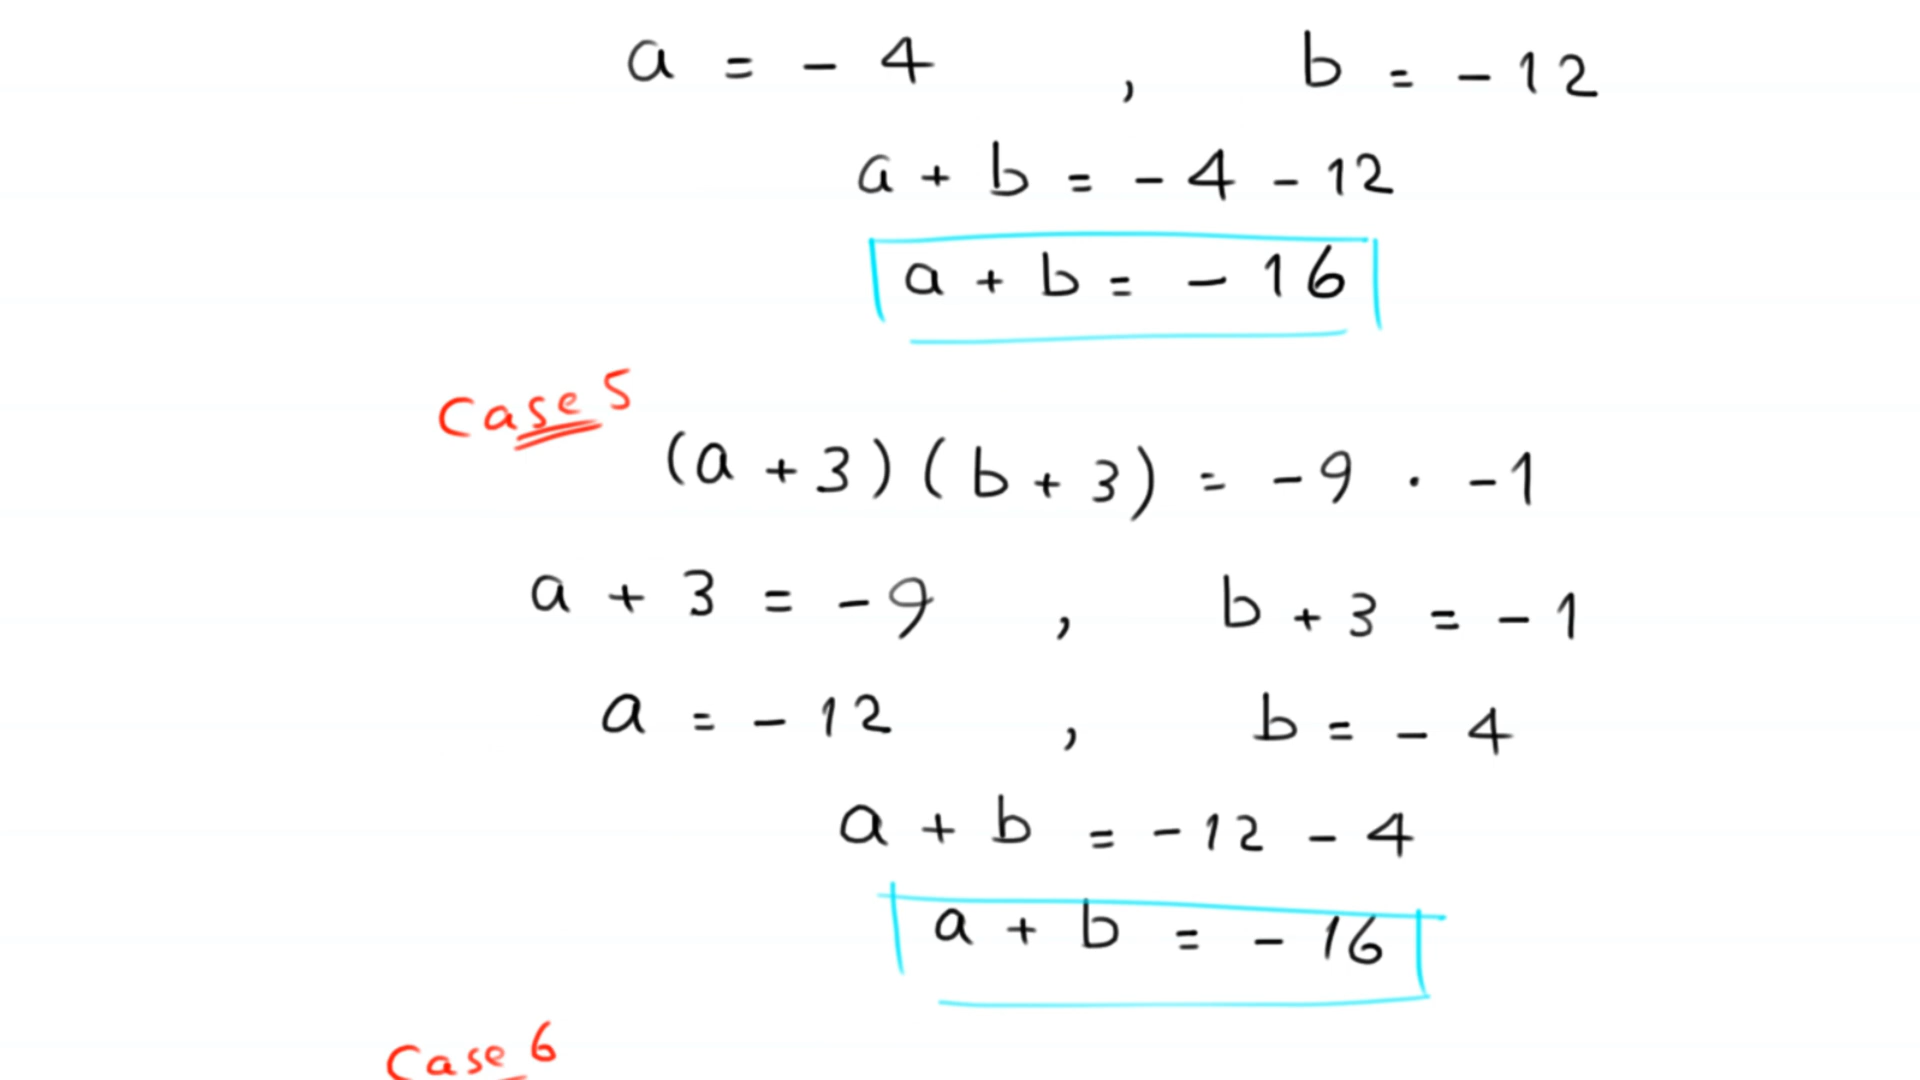 a = - 4 , b = - 12
a + b = - 4 - 12
a + b = - 16
Case 5
(a + 3) (b + 3) = - 9 · - 1
a + 3 = - 9 , b + 3 = - 1
a = - 12 , b = - 4
a + b = - 12 - 4
a + b = - 16
Case 6